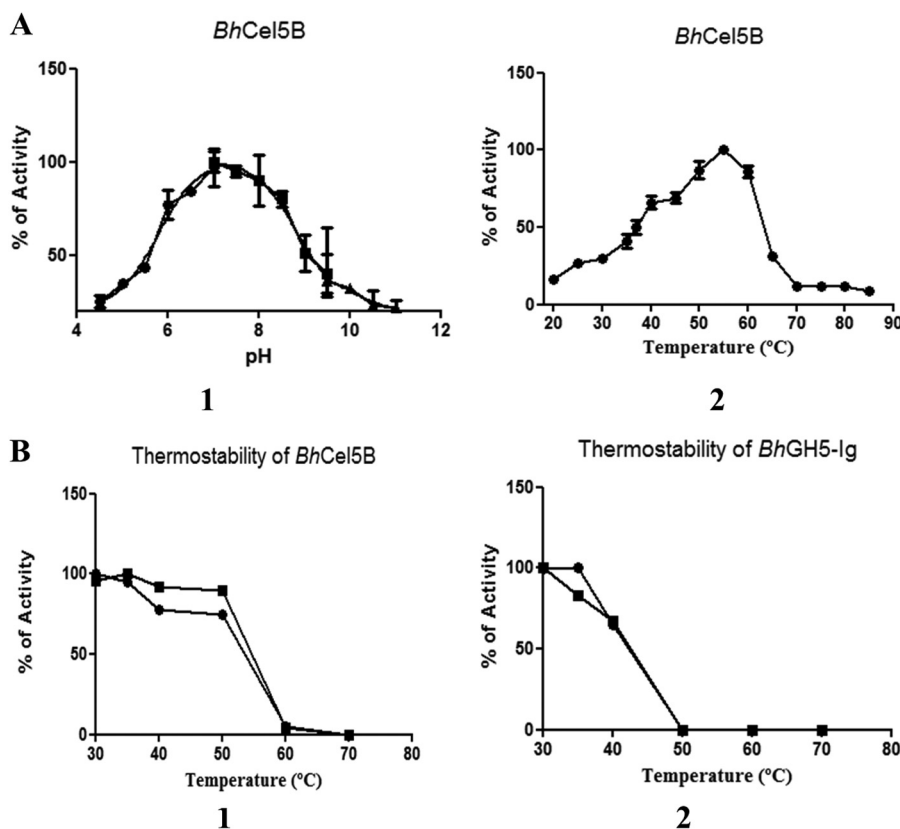 A
BhCel5B
% of Activity
150
100
50
4 6 8 10 12
pH
1
BhCel5B
% of Activity
150
100
50
0
20 30 40 50 60 70 80 90
Temperature (ºC)
2
B
Thermostability of BhCel5B
% of Activity
150
100
50
0
30 40 50 60 70 80
Temperature (ºC)
1
Thermostability of BhGH5-Ig
% of Activity
150
100
50
0
30 40 50 60 70 80
Temperature (ºC)
2